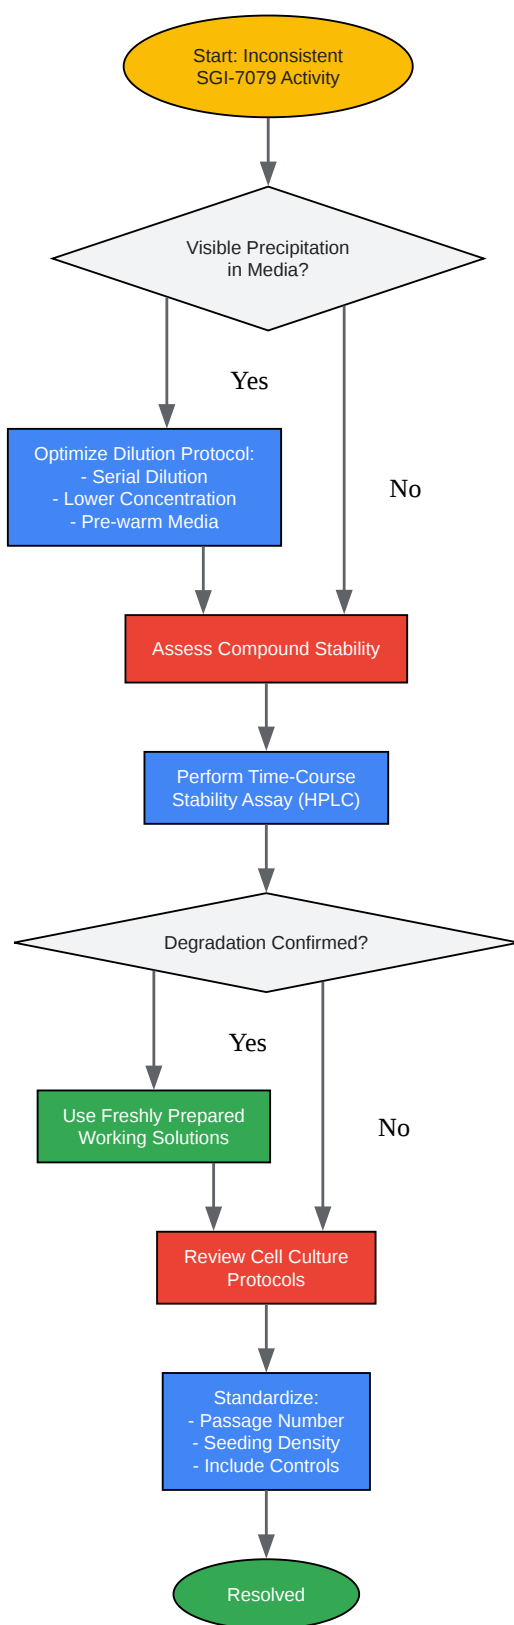 Start: Inconsistent
SGI-7079 Activity
Visible Precipitation
in Media?
Yes
Optimize Dilution Protocol:
- Serial Dilution
- Lower Concentration
- Pre-warm Media
No
Assess Compound Stability
Perform Time-Course
Stability Assay (HPLC)
Degradation Confirmed?
Yes
Use Freshly Prepared
Working Solutions
No
Review Cell Culture
Protocols
Standardize:
- Passage Number
- Seeding Density
- Include Controls
Resolved